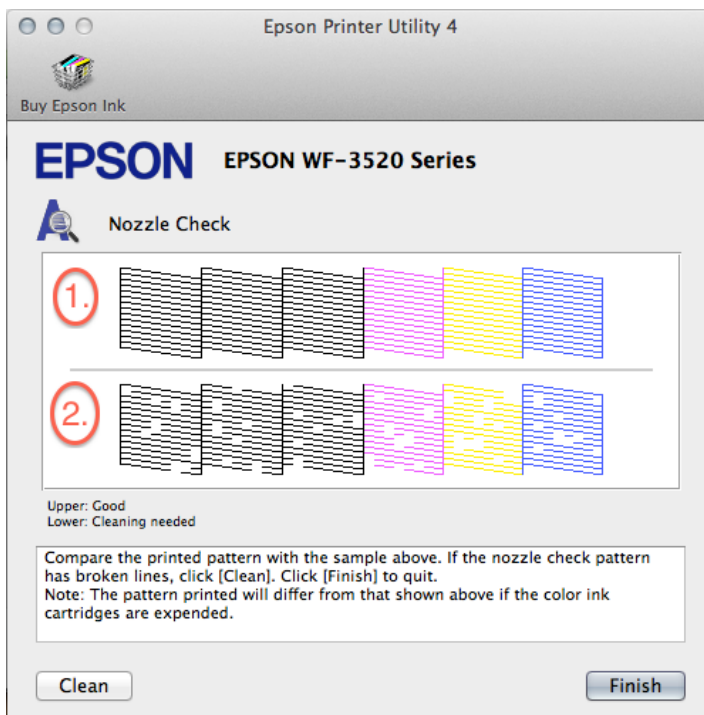 Epson Printer Utility 4
Buy Epson Ink
EPSON EPSON WF-3520 Series
A Nozzle Check
1.
2.
Upper: Good
Lower: Cleaning needed
Compare the printed pattern with the sample above. If the nozzle check pattern
has broken lines, click [Clean]. Click [Finish] to quit.
Note: The pattern printed will differ from that shown above if the color ink
cartridges are expended.
Clean Finish